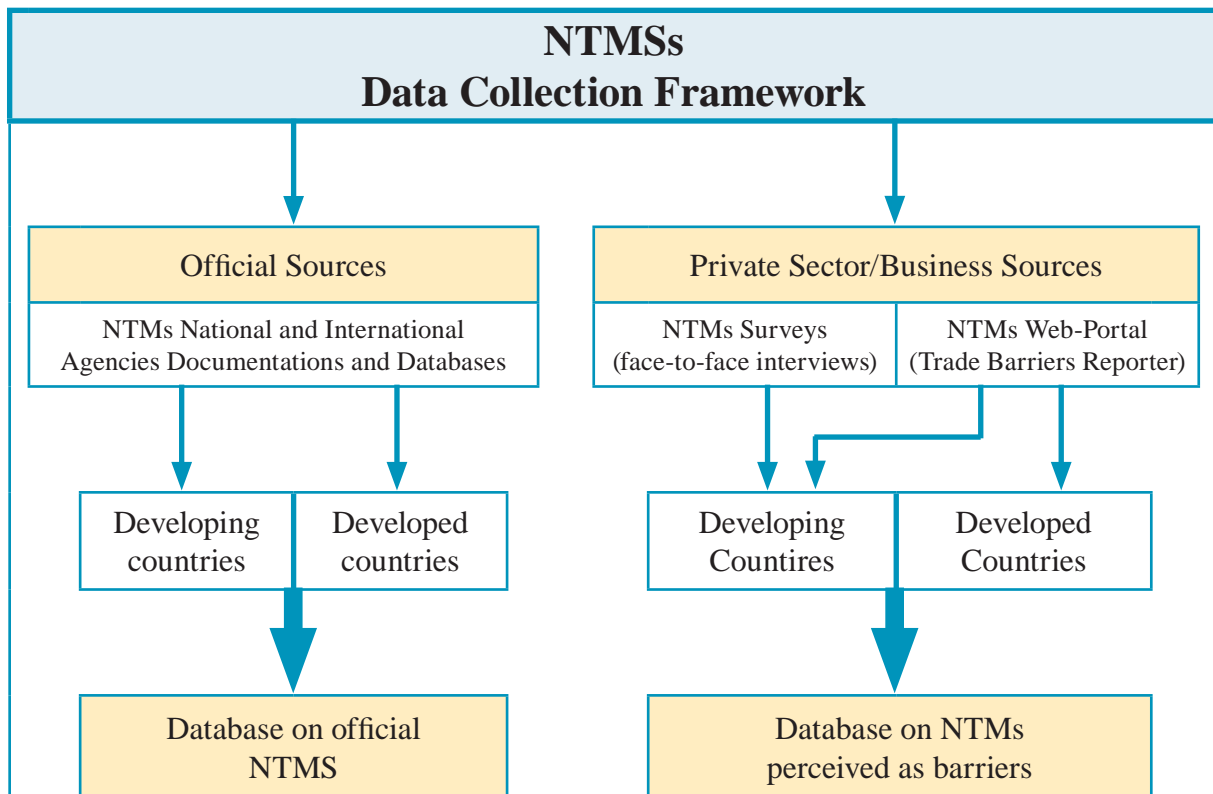 NTMSs
Data Collection Framework
Official Sources
NTMs National and International
Agencies Documentations and Databases
Private Sector/Business Sources
NTMs Surveys
(face-to-face interviews)
NTMs Web-Portal
(Trade Barriers Reporter)
Developing
countries
Developed
countries
Developing
Countires
Developed
Countries
Database on official
NTMS
Database on NTMs
perceived as barriers